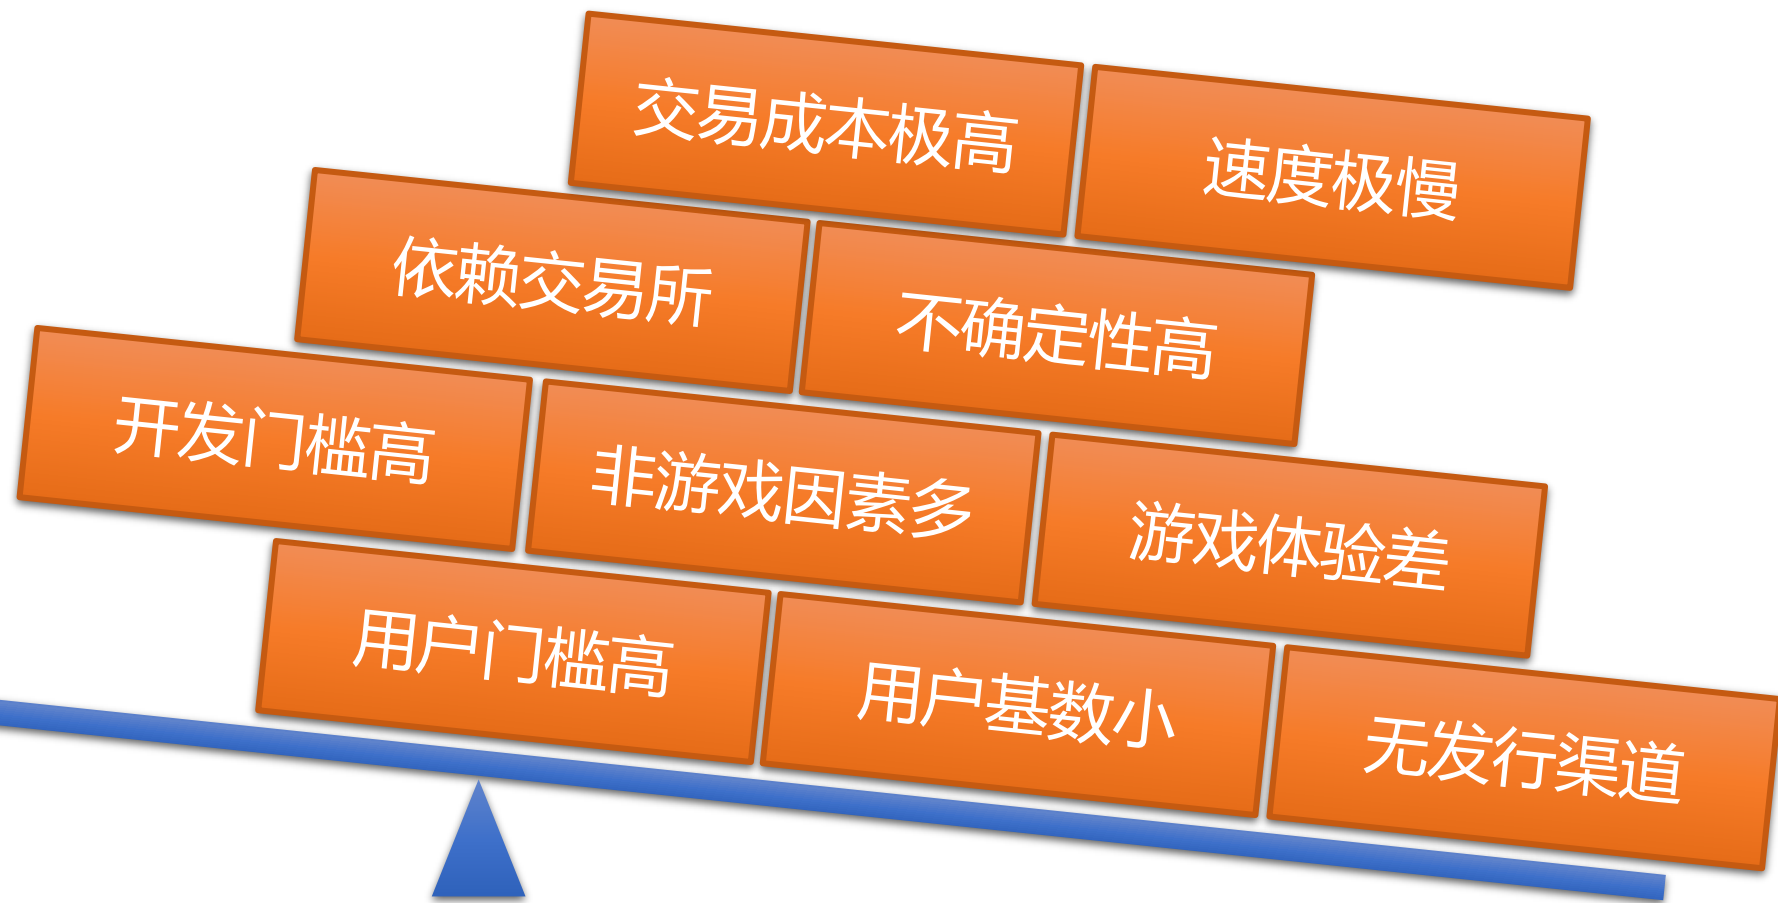 交易成本极高
速度极慢
依赖交易所
不确定性高
开发门槛高
非游戏因素多
游戏体验差
用户门槛高
用户基数小
无发行渠道